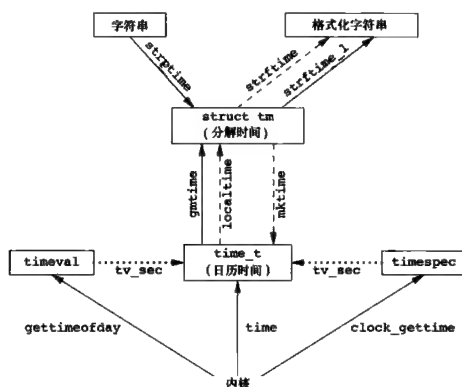 字符串
格式化字符串
strptime
strftime
strftime_l
struct tm
(分解时间)
gmtime
localtime
mktime
timeval
tv_sec
time_t
(日历时间)
tv_sec
timespec
gettimeofday
time
clock_gettime
内核